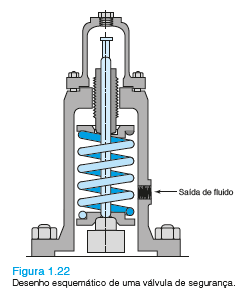 Saída de fluido
Figura 1.22
Desenho esquemático de uma válvula de segurança.